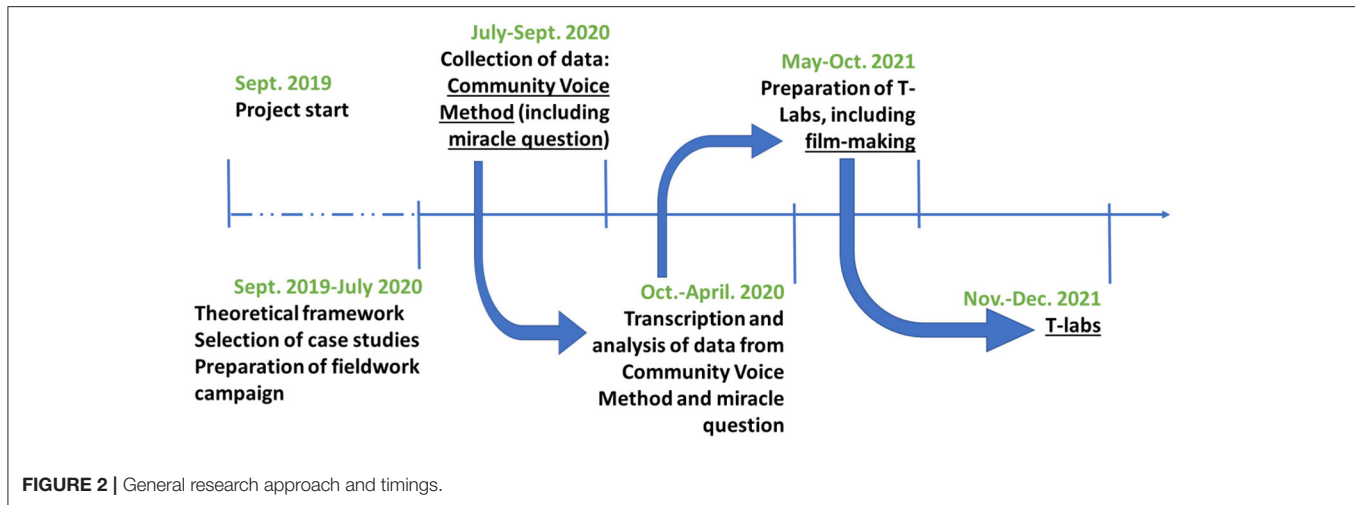 Sept. 2019
Project start
July-Sept. 2020
Collection of data:
Community Voice
Method (including
miracle question)
May-Oct. 2021
Preparation of T-
Labs, including
film-making
Sept. 2019-July 2020
Theoretical framework
Selection of case studies
Preparation of fieldwork
campaign
Oct.-April. 2020
Transcription and
analysis of data from
Community Voice
Method and miracle
question
Nov.-Dec. 2021
T-labs
FIGURE 2 | General research approach and timings.